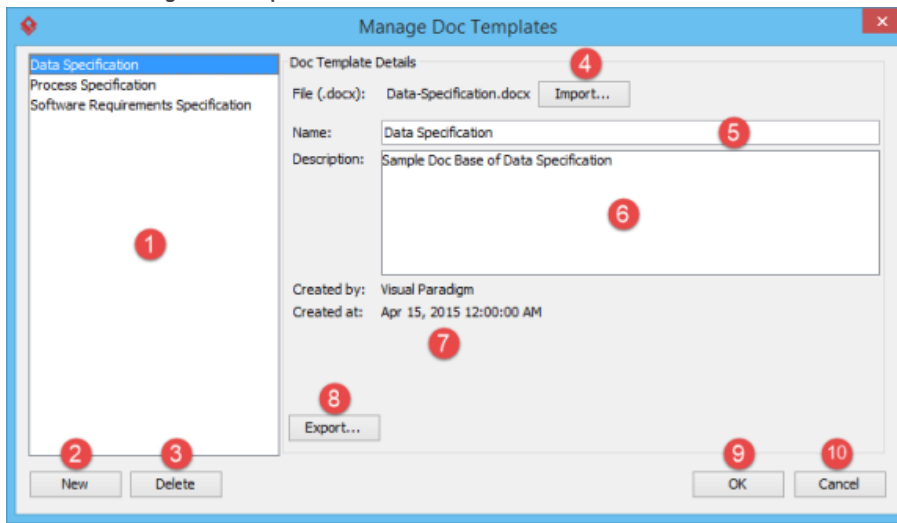 Manage Doc Templates
Data Specification
Process Specification
Software Requirements Specification
1
2
New
3
Delete
Doc Template Details
4
File (.docx): Data-Specification.docx Import...
Name: Data Specification 5
Description: Sample Doc Base of Data Specification
6
Created by: Visual Paradigm
Created at: Apr 15, 2015 12:00:00 AM
7
8
Export...
9
OK
10
Cancel